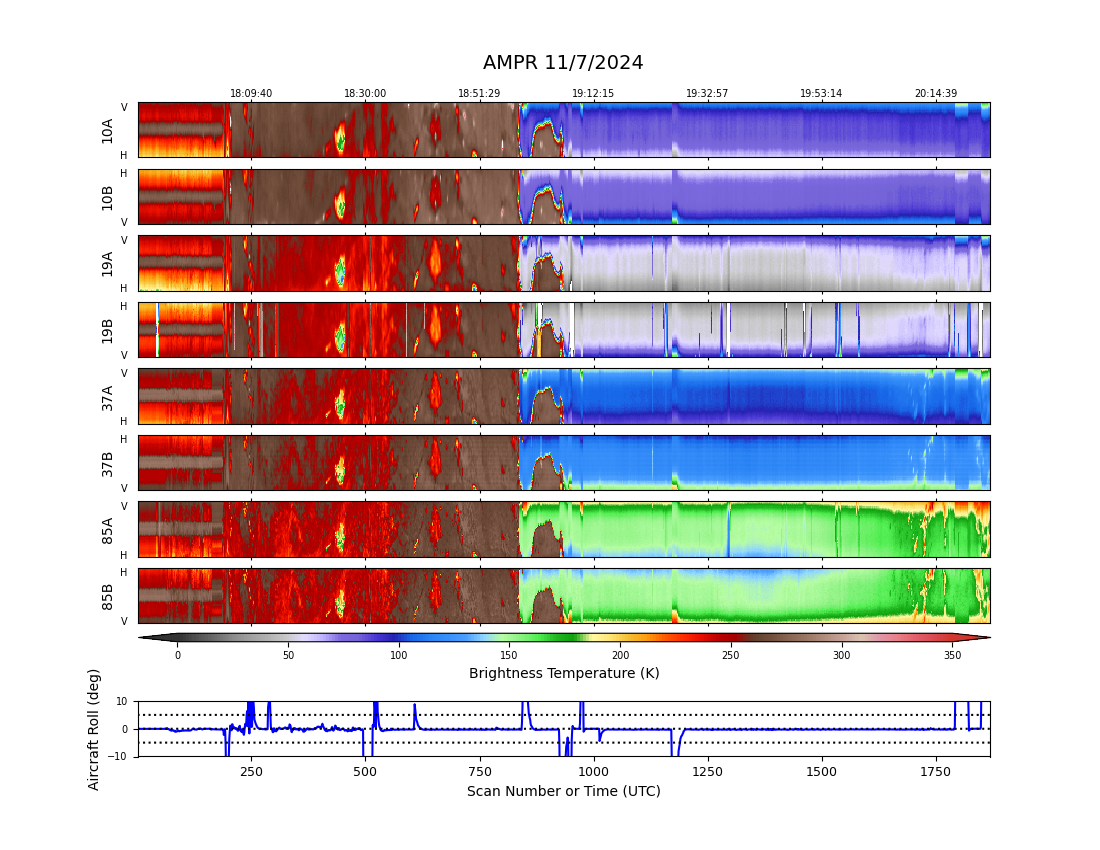 AMPR 11/7/2024
18:09:40 18:30:00 18:51:29 19:12:15 19:32:57 19:53:14 20:14:39
V
10A
H
H
10B
V
V
19A
H
H
19B
V
V
37A
H
H
37B
V
V
85A
H
H
85B
V
0 50 100 150 200 250 300 350
Brightness Temperature (K)
Aircraft Roll (deg)
10
0
−10
250 500 750 1000 1250 1500 1750
Scan Number or Time (UTC)